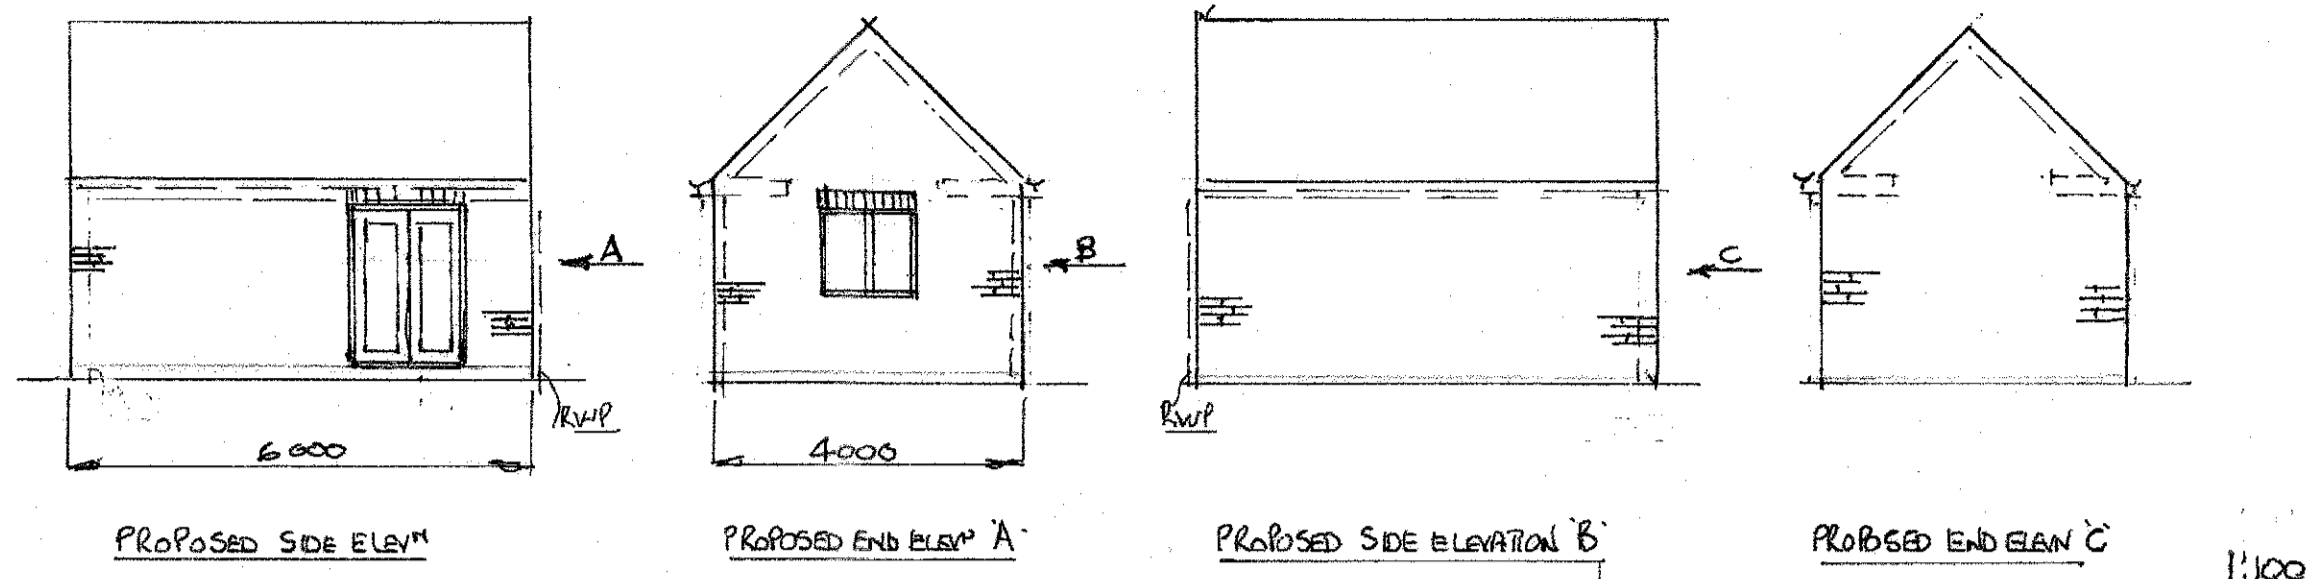 A
B
C
RWP
RWP
6000
4000
PROPOSED SIDE ELEVN
PROPOSED END ELEVN 'A'
PROPOSED SIDE ELEVATION 'B'
PROPOSED END ELEVN 'C'
1:100